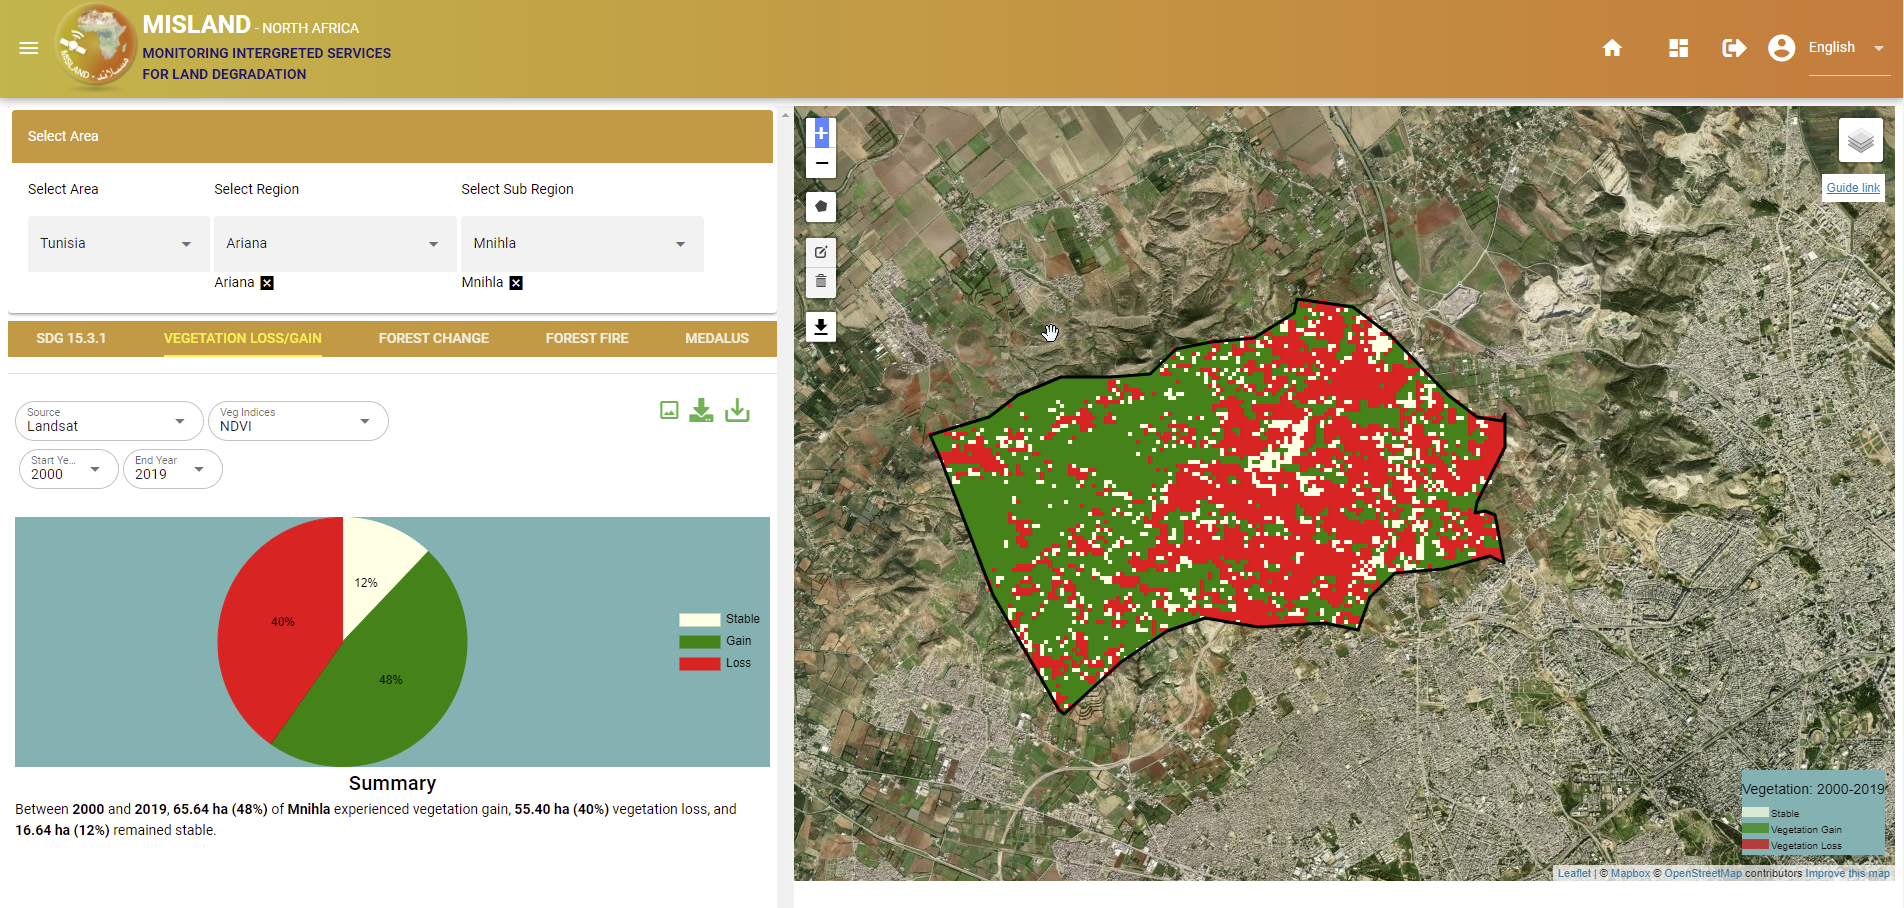 MISLAND - NORTH AFRICA
MONITORING INTERGRETED SERVICES
FOR LAND DEGRADATION
MISLAND - مسلاند
English
Select Area
Select Area
Select Region
Select Sub Region
Tunisia
Ariana
Mnihla
Ariana
Mnihla
SDG 15.3.1
VEGETATION LOSS/GAIN
FOREST CHANGE
FOREST FIRE
MEDALUS
Source
Landsat
Veg Indices
NDVI
Start Ye...
2000
End Year
2019
12%
40%
48%
Stable
Gain
Loss
Summary
Between 2000 and 2019, 65.64 ha (48%) of Mnihla experienced vegetation gain, 55.40 ha (40%) vegetation loss, and
16.64 ha (12%) remained stable.
+
−
Guide link
Vegetation: 2000-2019
Stable
Vegetation Gain
Vegetation Loss
Leaflet | © Mapbox © OpenStreetMap contributors Improve this map